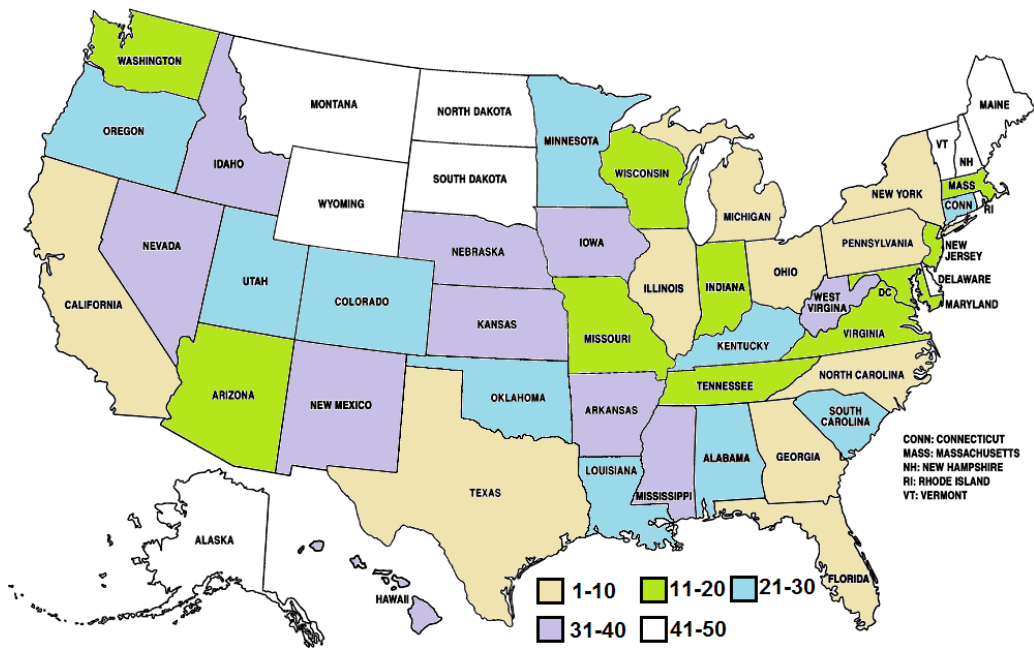 WASHINGTON
MONTANA
NORTH DAKOTA
MINNESOTA
MAINE
OREGON
IDAHO
VT
NH
SOUTH DAKOTA
WISCONSIN
MASS
NEW YORK
CONN
RI
WYOMING
MICHIGAN
NEVADA
NEBRASKA
IOWA
PENNSYLVANIA
NEW
JERSEY
UTAH
CALIFORNIA
COLORADO
ILLINOIS
INDIANA
OHIO
DELAWARE
DC
MARYLAND
WEST
VIRGINA
KANSAS
MISSOURI
KENTUCKY
VIRGINIA
ARIZONA
NEW MEXICO
OKLAHOMA
TENNESSEE
NORTH CAROLINA
ARKANSAS
SOUTH
CAROLINA
ALABAMA
GEORGIA
LOUISIANA
MISSISSIPPI
TEXAS
CONN: CONNECTICUT
MASS: MASSACHUSETTS
NH: NEW HAMPSHIRE
RI: RHODE ISLAND
VT: VERMONT
ALASKA
HAWAII
FLORIDA
1-10 11-20 21-30
31-40 41-50